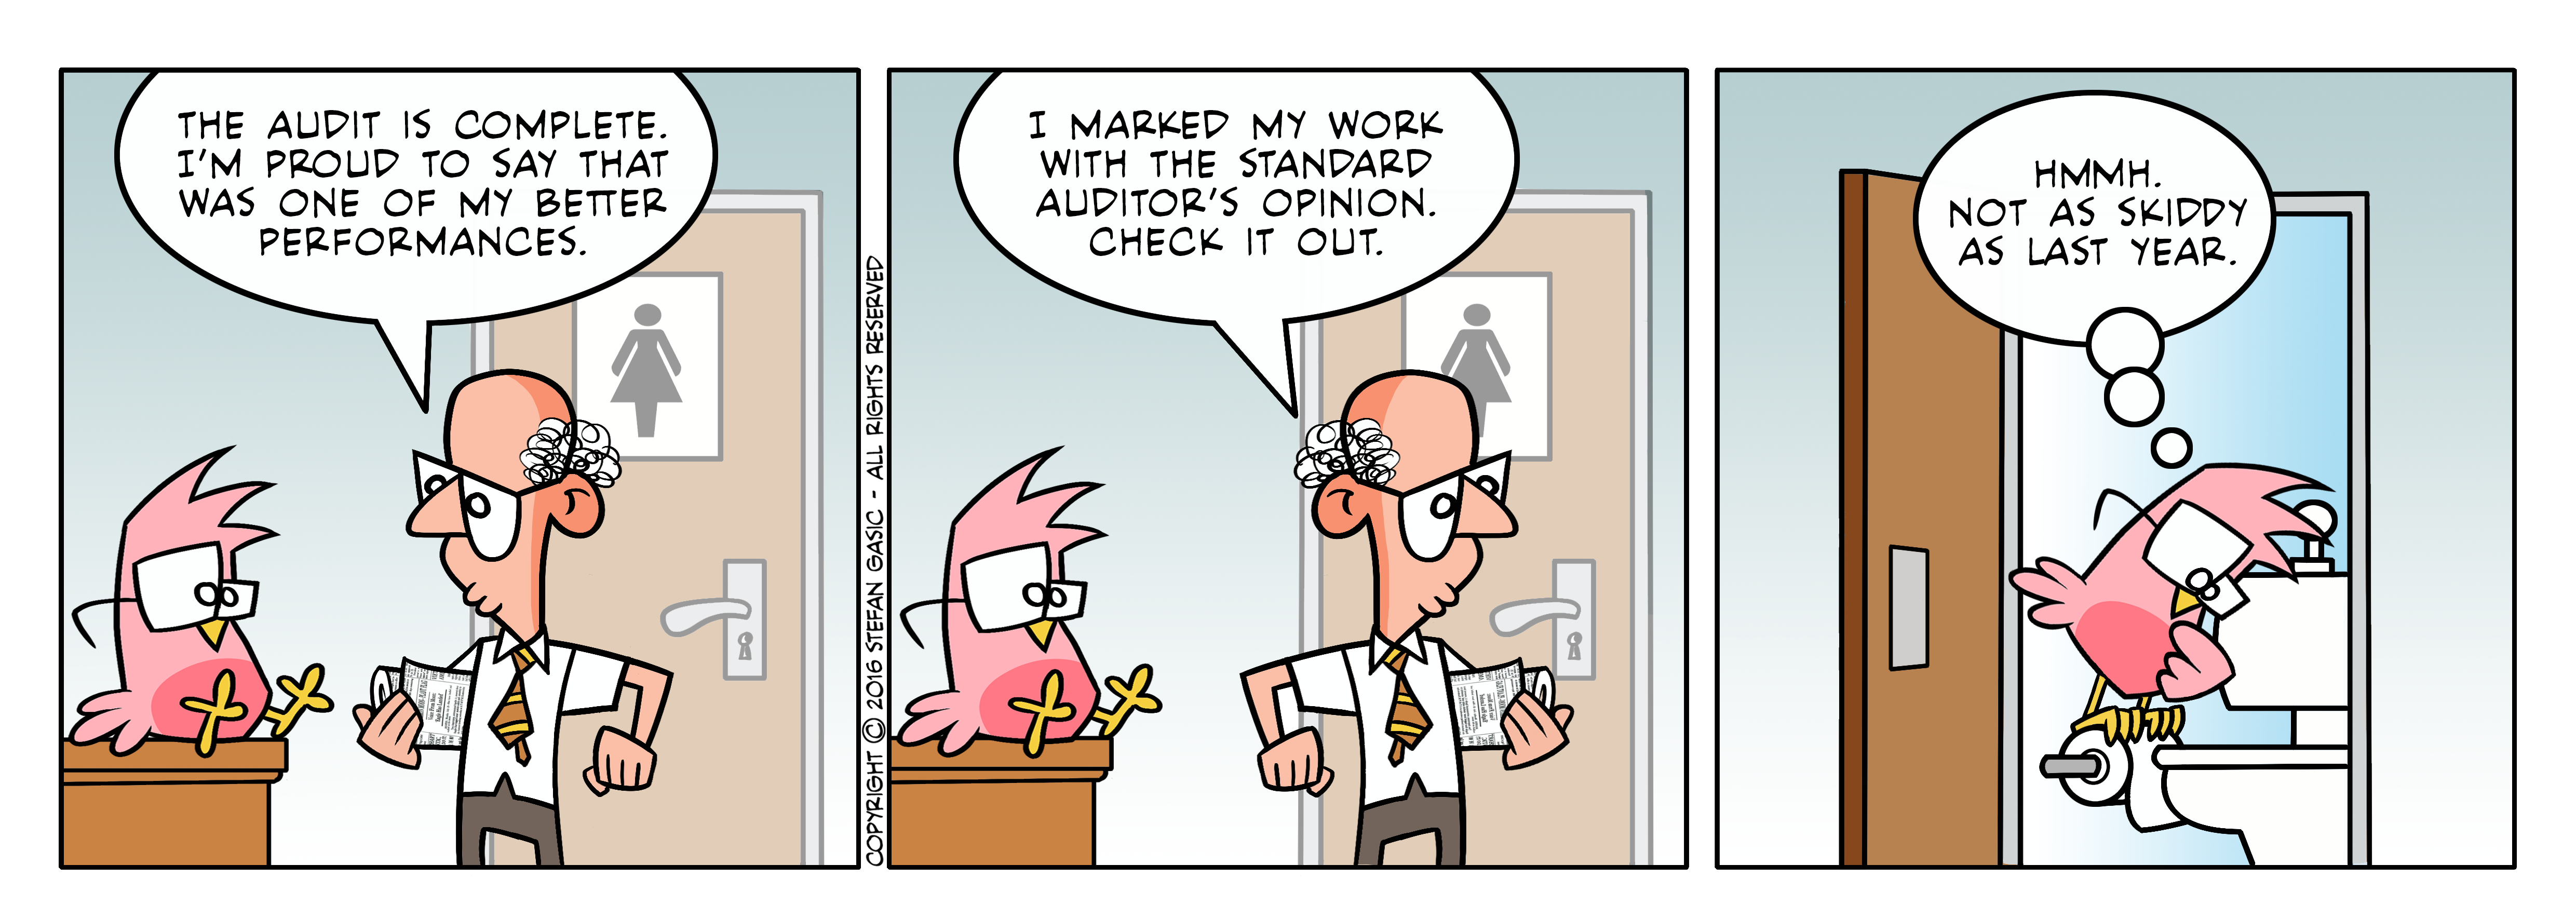 THE AUDIT IS COMPLETE.
I'M PROUD TO SAY THAT
WAS ONE OF MY BETTER
PERFORMANCES.
COPYRIGHT © 2016 STEFAN GASIC - ALL RIGHTS RESERVED
I MARKED MY WORK
WITH THE STANDARD
AUDITOR'S OPINION.
CHECK IT OUT.
HMMH.
NOT AS SKIDDY
AS LAST YEAR.